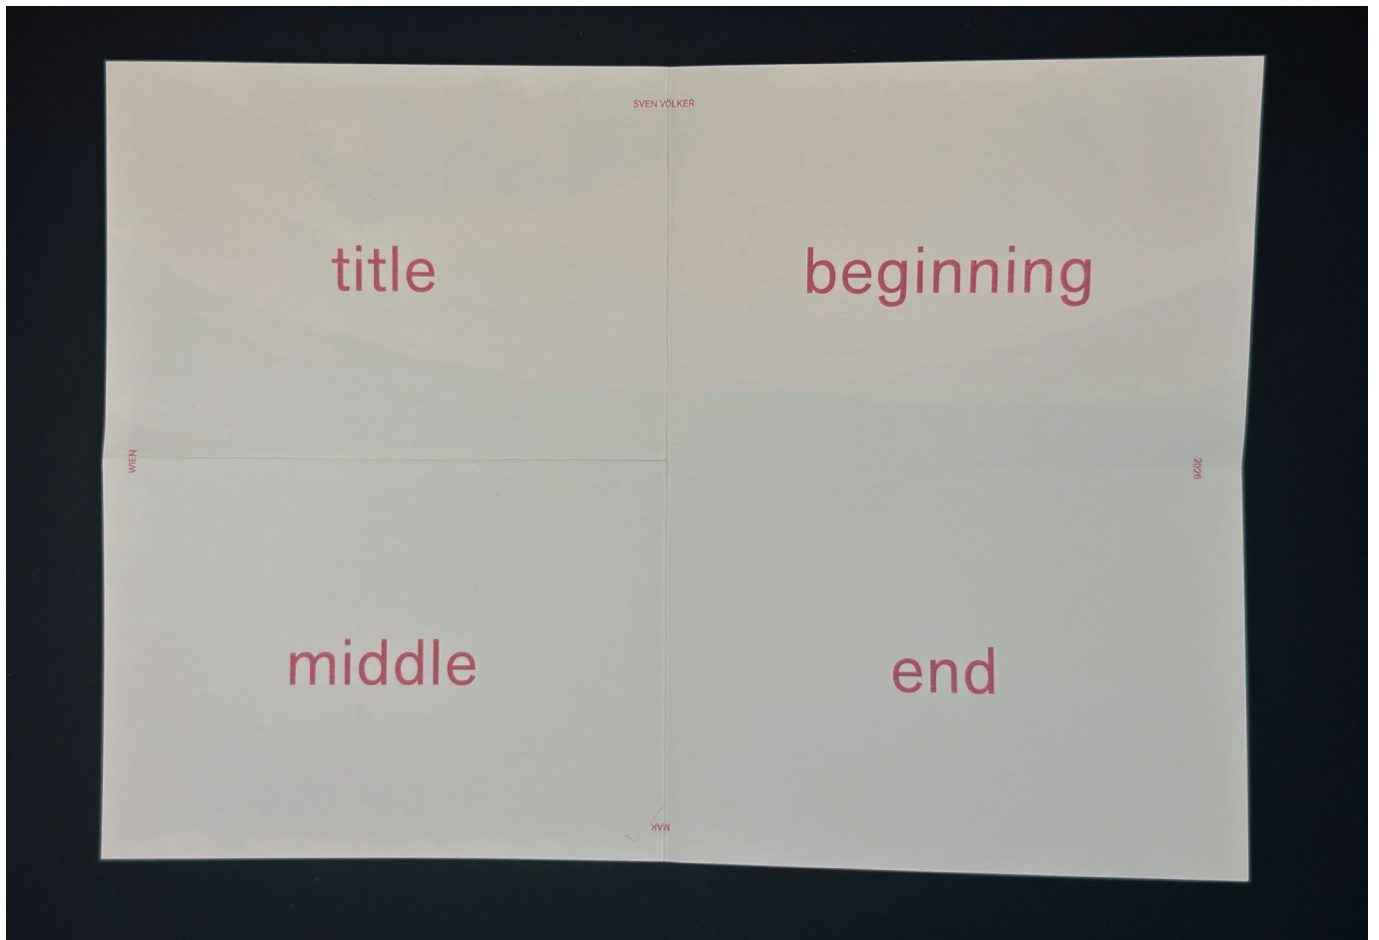 SVEN VÖLKER
title
beginning
WIEN
2026
middle
end
MAK